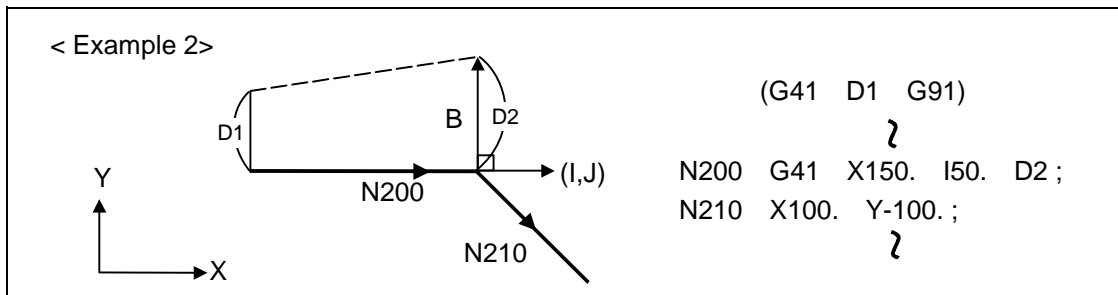 < Example 2>
(G41 D1 G91)
D1
B
D2
N200
(I,J)
N200 G41 X150. I50. D2 ;
N210 X100. Y-100. ;
Y
X
N210